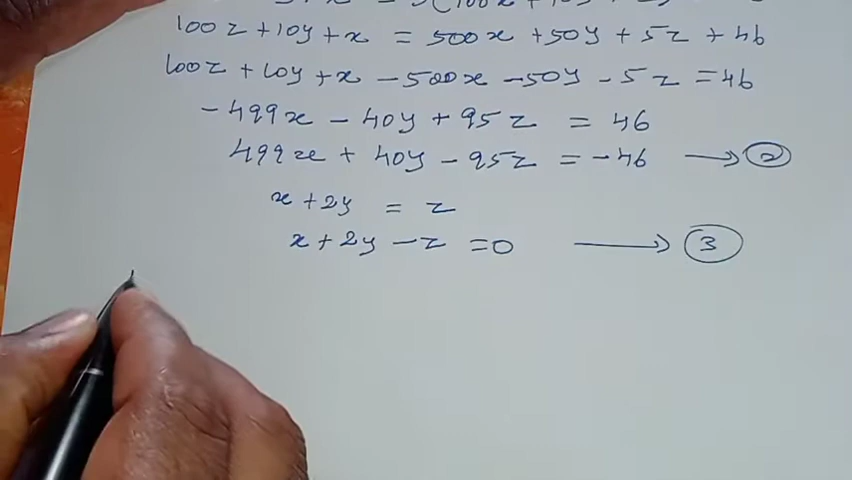 100z + 10y + x = 500x + 50y + 5z + 46
100z + 10y + x - 500x - 50y - 5z = 46
- 499x - 40y + 95z = 46
499x + 40y - 95z = - 46 → 2
x + 2y = z
x + 2y - z = 0 → 3